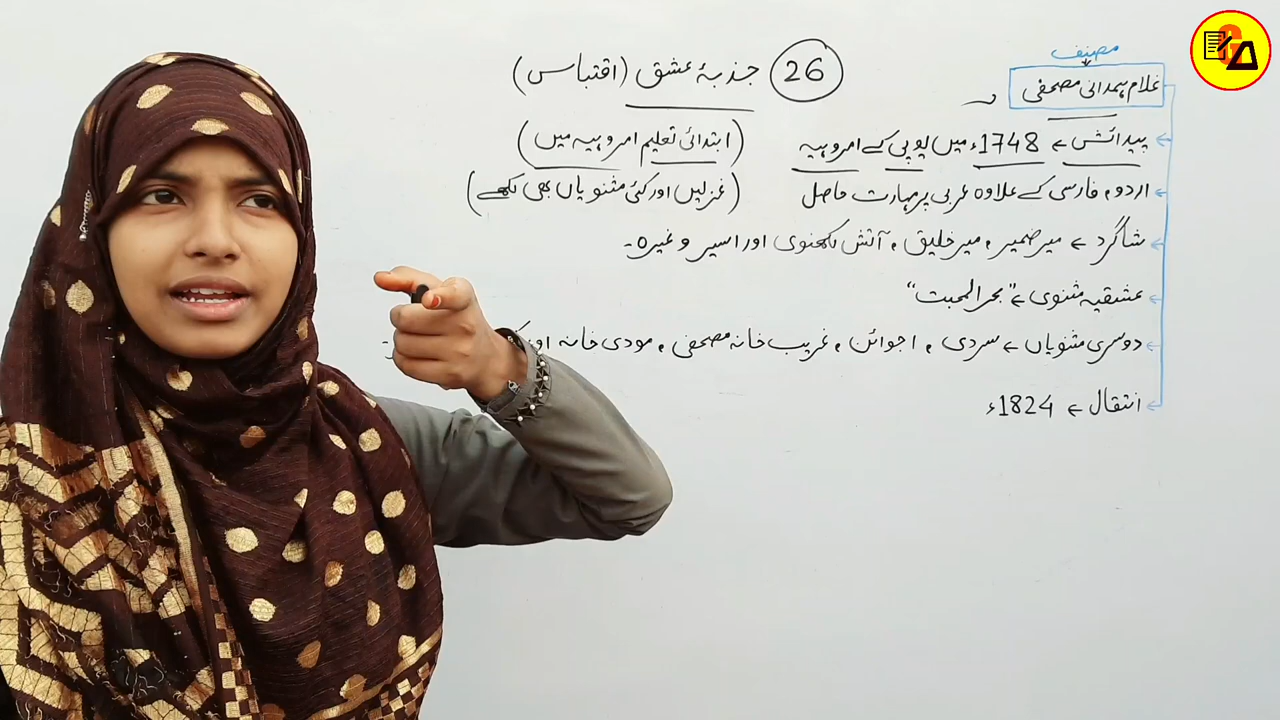 26 جذبۂ عشق (اقتباس)
مصنف
غلام ہمدانی مصحفی
پیدائش ← 1748ء میں یوپی کے امروہیہ (ابتدائی تعلیم امروہیہ میں)
اردو، فارسی کے علاوہ عربی پر مہارت حاصل (غزلیں اور کئی مثنویاں بھی لکھے)
شاگرد ← میر ضمیر، میر خلیق، آتش لکھنوی اور اسیر وغیرہ۔
عشقیہ مثنوی ← "بحر المحبت"
دوسری مثنویاں ← سردی، اجوائن، غریب خانہ مصحفی، مودی خانہ
انتقال ← 1824ء